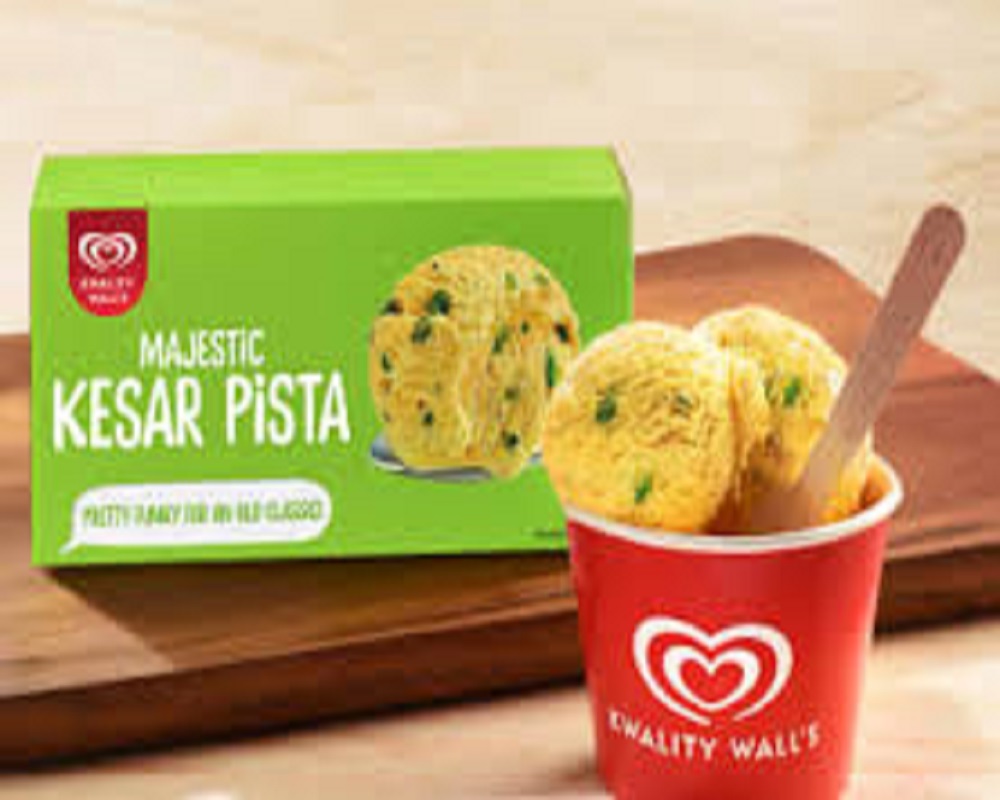 KWALITY
WALL'S
MAJESTiC
KESAR PiSTA
PRETTY FUNKY FOR AN OLD CLASSIC!
KWALITY WALL'S